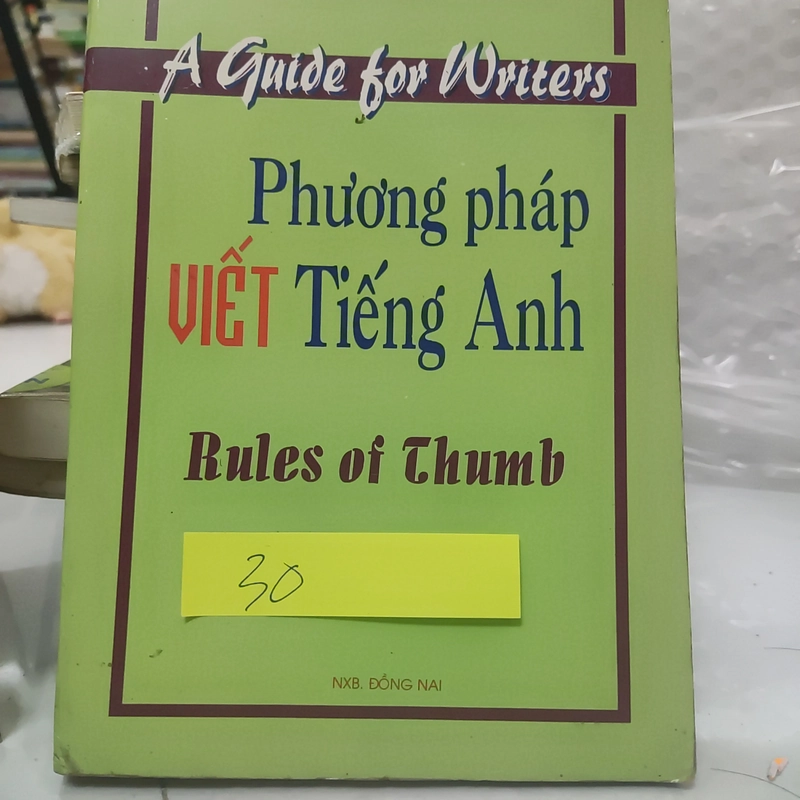 A Guide for Writers
Phương pháp
VIẾT Tiếng Anh
Rules of Thumb
30
NXB. ĐỒNG NAI